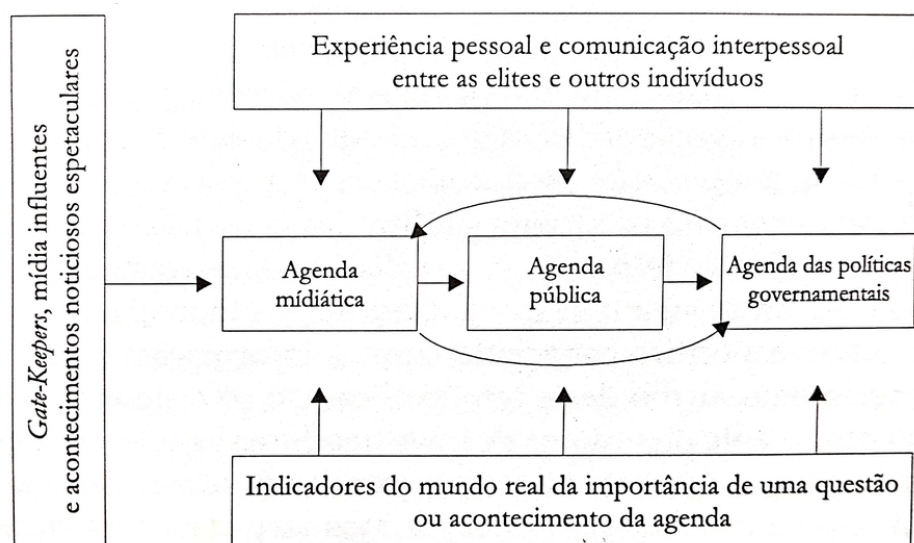 Gate-Keepers, mídia influentes
e acontecimentos noticiosos espetaculares
Experiência pessoal e comunicação interpessoal
entre as elites e outros indivíduos
Agenda
mídiática
Agenda
pública
Agenda das políticas
governamentais
Indicadores do mundo real da importância de uma questão
ou acontecimento da agenda